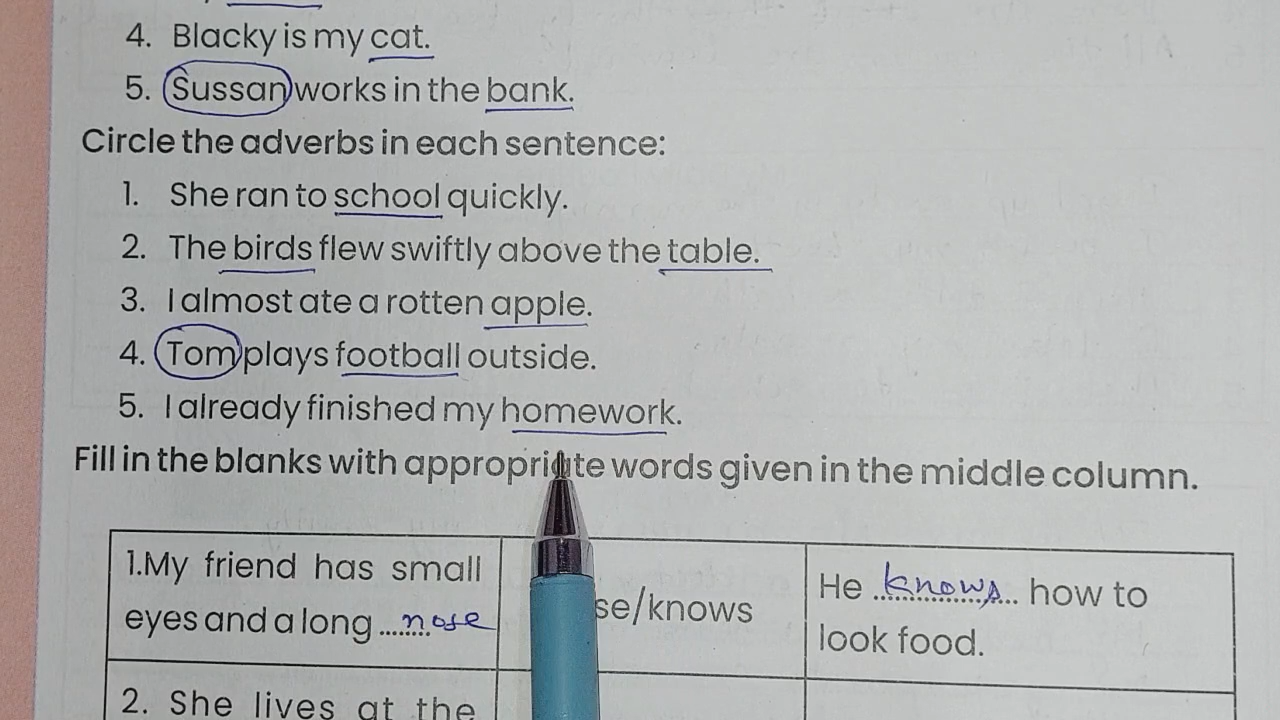 4. Blacky is my cat.
5. Sussan works in the bank.
Circle the adverbs in each sentence:
1. She ran to school quickly.
2. The birds flew swiftly above the table.
3. I almost ate a rotten apple.
4. Tom plays football outside.
5. I already finished my homework.
Fill in the blanks with appropriate words given in the middle column.
1.My friend has small
eyes and a long ........nose
se/knows
He ...knows... how to
look food.
2. She lives at the